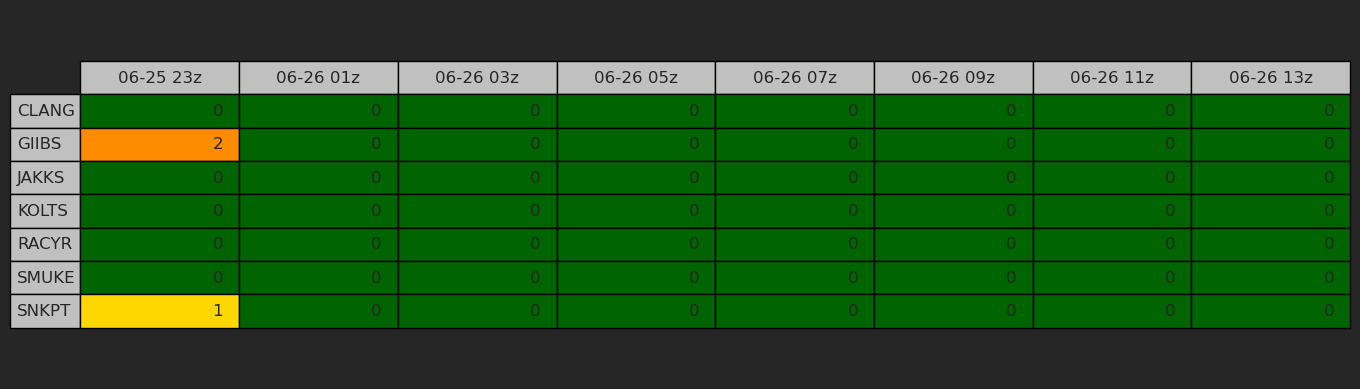 06-25 23z 06-26 01z 06-26 03z 06-26 05z 06-26 07z 06-26 09z 06-26 11z 06-26 13z
CLANG 0 0 0 0 0 0 0 0
GIIBS 2 0 0 0 0 0 0 0
JAKKS 0 0 0 0 0 0 0 0
KOLTS 0 0 0 0 0 0 0 0
RACYR 0 0 0 0 0 0 0 0
SMUKE 0 0 0 0 0 0 0 0
SNKPT 1 0 0 0 0 0 0 0